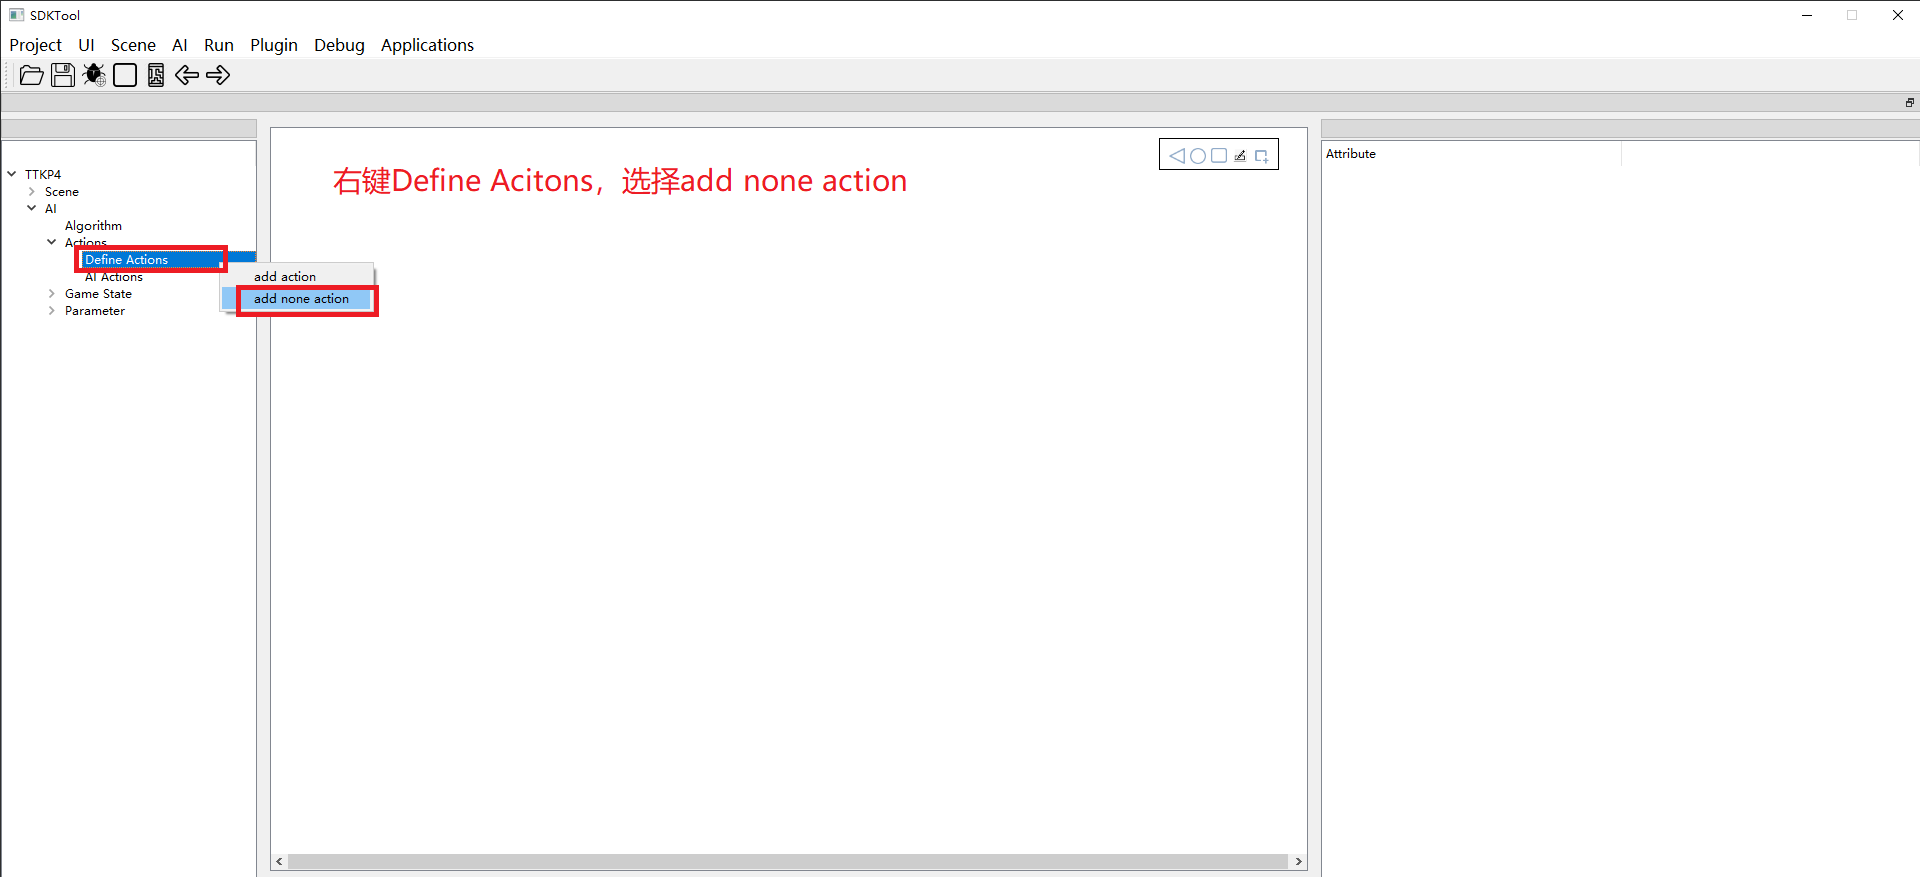 SDKTool
Project UI Scene AI Run Plugin Debug Applications
TTKP4
Scene
AI
Algorithm
Actions
Define Actions
AI Actions
Game State
Parameter
add action
add none action
右键Define Acitons，选择add none action
Attribute